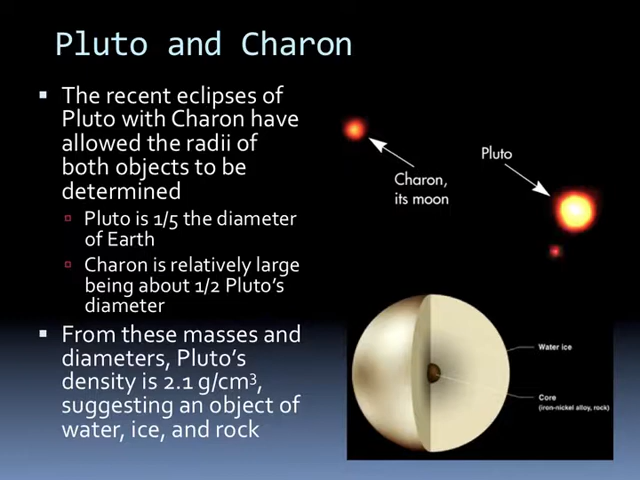 Pluto and Charon
▪ The recent eclipses of
Pluto with Charon have
allowed the radii of
both objects to be
determined
▫ Pluto is 1/5 the diameter
of Earth
▫ Charon is relatively large
being about 1/2 Pluto's
diameter
▪ From these masses and
diameters, Pluto's
density is 2.1 g/cm³,
suggesting an object of
water, ice, and rock
Charon,
its moon
Pluto
Water ice
Core
(iron-nickel alloy, rock)